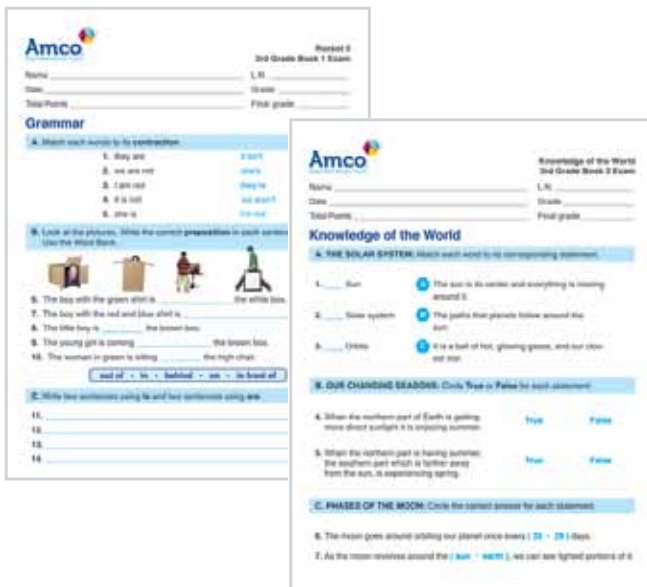 Amco
Rocket 3
3rd Grade Book 1 Exam
Name
L.N.
Date
Grade
Total Points
Final grade
Grammar
A. Match each words to its contraction
1. they are
it isn't
2. we are not
she's
3. I am not
they're
4. it is not
we aren't
5. she is
I'm not
B. Look at the pictures. Write the correct preposition in each
Use the Word Bank.
6. The boy with the green shirt is
the white box.
7. The boy with the red and blue shirt is
8. The little boy is
the brown box.
9. The young girl is coming
the brown box.
10. The woman in green is sitting
the high chair.
out of • in • behind • on • in front of
C. Write two sentences using is and two sentences using are
11.
12.
13.
14.
Amco
Knowledge of the World
3rd Grade Book 3 Exam
Name
L.N.
Date
Grade
Total Points
Final grade
Knowledge of the World
A. THE SOLAR SYSTEM: Match each word to its corresponding statement.
1. Sun
A The sun is its center and everything is moving
around it.
2. Solar system
B The paths that planets follow around the
sun.
3. Orbits
C It is a ball of hot, glowing gases, and our
B. OUR CHANGING SEASONS: Circle True or False for each statement
4. When the northern part of Earth is getting
more direct sunlight it is enjoying summer.
True
False
5. When the northern part is having summer,
the southern part which is farther away
from the sun, is experiencing spring.
True
False
C. PHASES OF THE MOON: Circle the correct answer for each statement
6. The moon goes around orbiting our planet once every
days.
7. As the moon revolves around the ( sun • earth ), we can see lighted portions of it